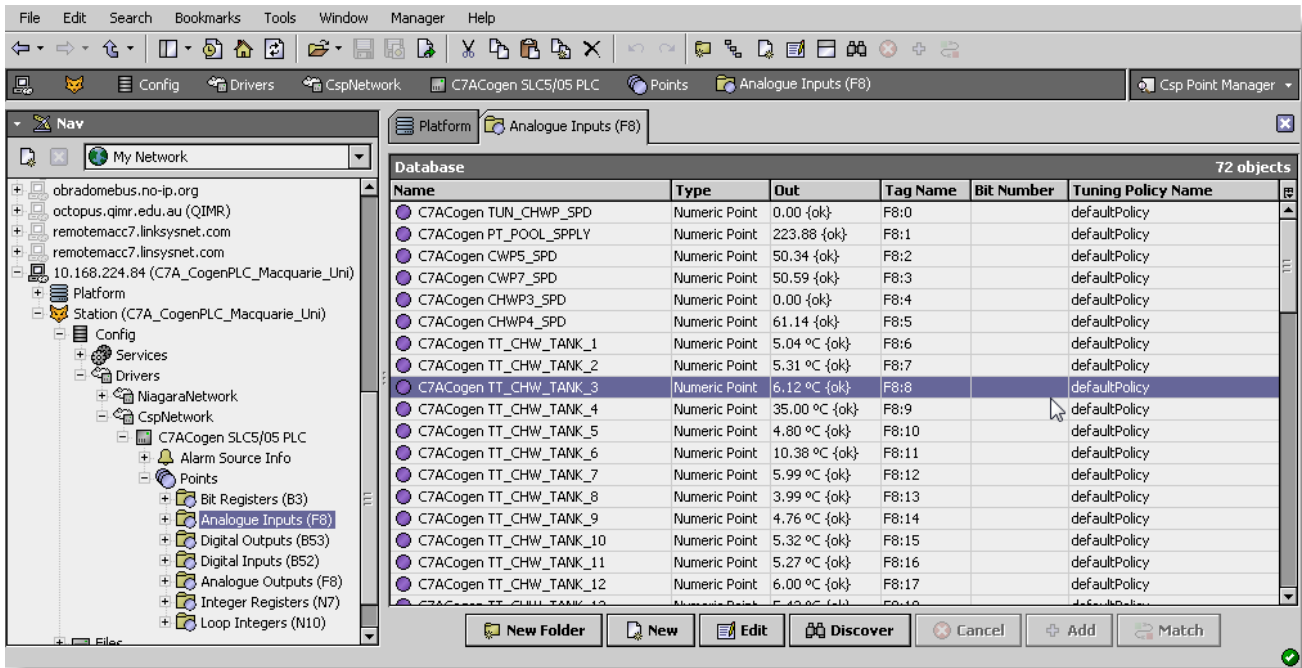 File Edit Search Bookmarks Tools Window Manager Help
Config Drivers CspNetwork C7ACogen SLC5/05 PLC Points Analogue Inputs (F8) Csp Point Manager
Nav
My Network
obradomebus.no-ip.org
octopus.qimr.edu.au (QIMR)
remotemacc7.linksysnet.com
remotemacc7.linsysnet.com
10.168.224.84 (C7A_CogenPLC_Macquarie_Uni)
Platform
Station (C7A_CogenPLC_Macquarie_Uni)
Config
Services
Drivers
NiagaraNetwork
CspNetwork
C7ACogen SLC5/05 PLC
Alarm Source Info
Points
Bit Registers (B3)
Analogue Inputs (F8)
Digital Outputs (B53)
Digital Inputs (B52)
Analogue Outputs (F8)
Integer Registers (N7)
Loop Integers (N10)
Files
Platform Analogue Inputs (F8)
Database 72 objects
Name Type Out Tag Name Bit Number Tuning Policy Name
C7ACogen TUN_CHWP_SPD Numeric Point 0.00 {ok} F8:0 defaultPolicy
C7ACogen PT_POOL_SPPLY Numeric Point 223.88 {ok} F8:1 defaultPolicy
C7ACogen CWP5_SPD Numeric Point 50.34 {ok} F8:2 defaultPolicy
C7ACogen CWP7_SPD Numeric Point 50.59 {ok} F8:3 defaultPolicy
C7ACogen CHWP3_SPD Numeric Point 0.00 {ok} F8:4 defaultPolicy
C7ACogen CHWP4_SPD Numeric Point 61.14 {ok} F8:5 defaultPolicy
C7ACogen TT_CHW_TANK_1 Numeric Point 5.04 ºC {ok} F8:6 defaultPolicy
C7ACogen TT_CHW_TANK_2 Numeric Point 5.31 ºC {ok} F8:7 defaultPolicy
C7ACogen TT_CHW_TANK_3 Numeric Point 6.12 ºC {ok} F8:8 defaultPolicy
C7ACogen TT_CHW_TANK_4 Numeric Point 35.00 ºC {ok} F8:9 defaultPolicy
C7ACogen TT_CHW_TANK_5 Numeric Point 4.80 ºC {ok} F8:10 defaultPolicy
C7ACogen TT_CHW_TANK_6 Numeric Point 10.38 ºC {ok} F8:11 defaultPolicy
C7ACogen TT_CHW_TANK_7 Numeric Point 5.99 ºC {ok} F8:12 defaultPolicy
C7ACogen TT_CHW_TANK_8 Numeric Point 3.99 ºC {ok} F8:13 defaultPolicy
C7ACogen TT_CHW_TANK_9 Numeric Point 4.76 ºC {ok} F8:14 defaultPolicy
C7ACogen TT_CHW_TANK_10 Numeric Point 5.32 ºC {ok} F8:15 defaultPolicy
C7ACogen TT_CHW_TANK_11 Numeric Point 5.27 ºC {ok} F8:16 defaultPolicy
C7ACogen TT_CHW_TANK_12 Numeric Point 6.00 ºC {ok} F8:17 defaultPolicy
New Folder New Edit Discover Cancel Add Match